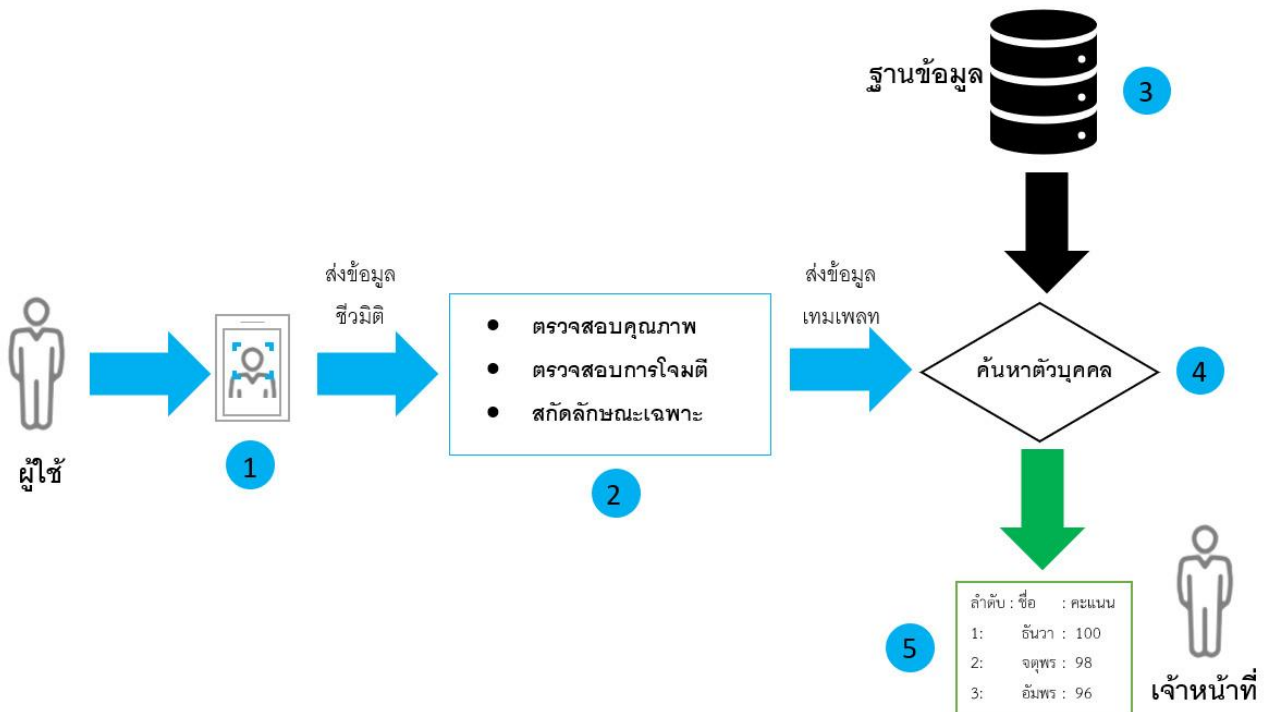 ฐานข้อมูล
3
ส่งข้อมูล
ชีวมิติ
ส่งข้อมูล
เทมเพลท
● ตรวจสอบคุณภาพ
● ตรวจสอบการโจมตี
● สกัดลักษณะเฉพาะ
ค้นหาตัวบุคคล
4
ผู้ใช้
1
2
ลำดับ : ชื่อ : คะแนน
1: ธันวา : 100
2: จตุพร : 98
3: อัมพร : 96
5
เจ้าหน้าที่